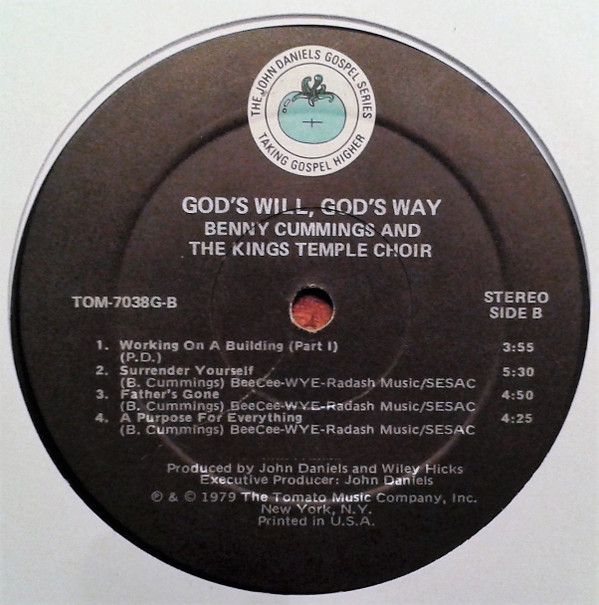 THE JOHN DANIELS GOSPEL SERIES
TAKING GOSPEL HIGHER
GOD'S WILL, GOD'S WAY
BENNY CUMMINGS AND
THE KINGS TEMPLE CHOIR
TOM-7038G-B
STEREO
SIDE B
1. Working On A Building (Part I) 3:55
(P.D.)
2. Surrender Yourself 5:30
(B. Cummings) BeeCee-WYE-Radash Music/SESAC
3. Father's Gone 4:50
(B. Cummings) BeeCee-WYE-Radash Music/SESAC
4. A Purpose For Everything 4:25
(B. Cummings) BeeCee-WYE-Radash Music/SESAC
Produced by John Daniels and Wiley Hicks
Executive Producer: John Daniels
℗ & © 1979 The Tomato Music Company, Inc.
New York, N.Y.
Printed in U.S.A.